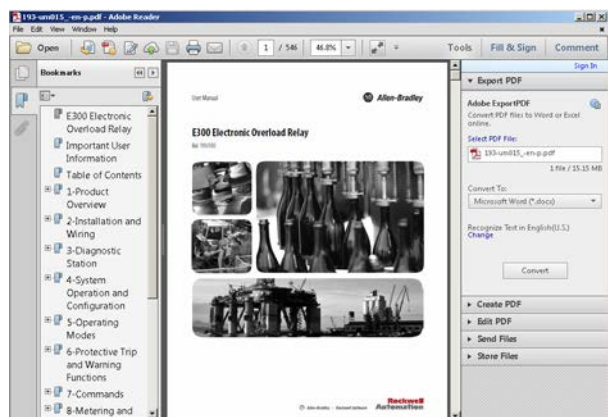 193-um015_-en-p.pdf - Adobe Reader
File Edit View Window Help
Open 1 / 546 46.8% Tools Fill & Sign Comment
Sign In
Bookmarks
E300 Electronic
Overload Relay
Important User
Information
Table of Contents
1-Product
Overview
2-Installation and
Wiring
3-Diagnostic
Station
4-System
Operation and
Configuration
5-Operating
Modes
6-Protective Trip
and Warning
Functions
7-Commands
8-Metering and
User Manual
Allen-Bradley
E300 Electronic Overload Relay
Allen-Bradley
Rockwell
Automation
Export PDF
Adobe ExportPDF
Convert PDF files to Word or Excel
online.
Select PDF File:
193-um015_-en-p.pdf
1 file / 15.15 MB
Convert To:
Microsoft Word (*.docx)
Recognize Text in English(U.S.)
Change
Convert
Create PDF
Edit PDF
Send Files
Store Files